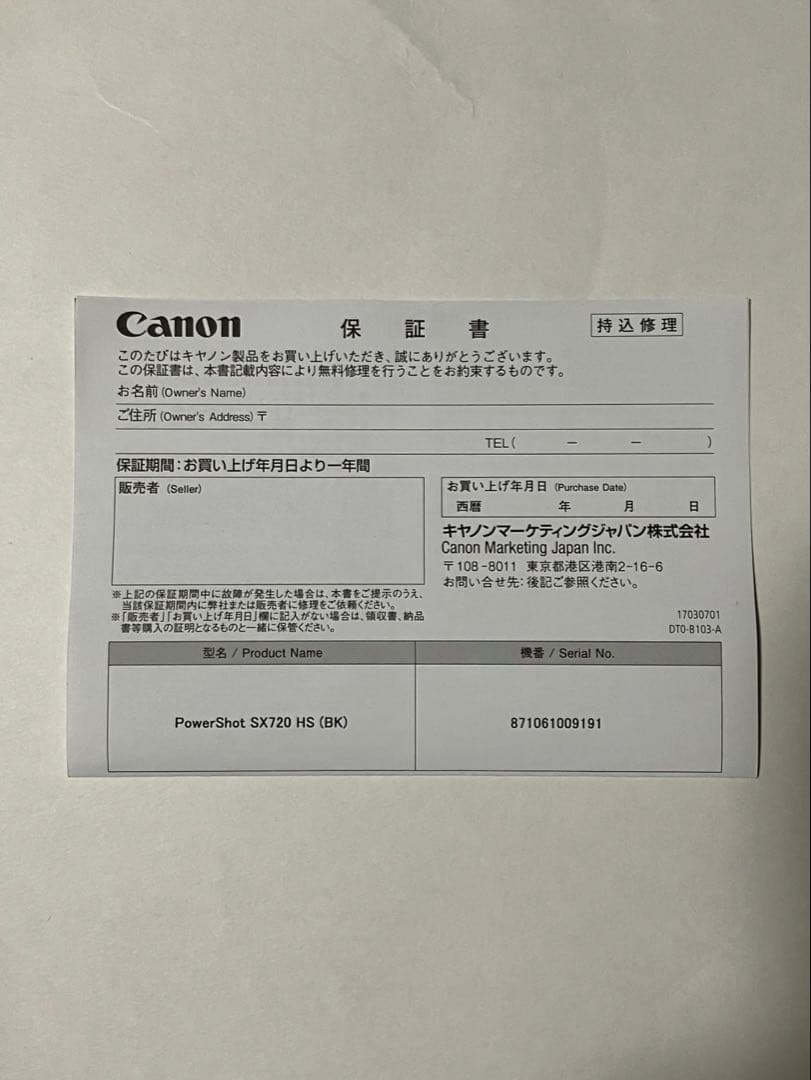 Canon 保証書 持込修理
このたびはキヤノン製品をお買い上げいただき、誠にありがとうございます。
この保証書は、本書記載内容により無料修理を行うことをお約束するものです。
お名前 (Owner's Name)
ご住所 (Owner's Address) 〒
TEL ( － － )
保証期間：お買い上げ年月日より一年間
販売者 (Seller)
お買い上げ年月日 (Purchase Date)
西暦 年 月 日
キヤノンマーケティングジャパン株式会社
Canon Marketing Japan Inc.
〒108-8011 東京都港区港南2-16-6
お問い合せ先：後記ご参照ください。
※上記の保証期間中に故障が発生した場合は、本書をご提示のうえ、
当該保証期間内に弊社または販売者に修理をご依頼ください。
※「販売者」「お買い上げ年月日」欄に記入がない場合は、領収書、納品
書等購入の証明となるものと一緒に保管ください。
17030701
DT0-B103-A
型名 / Product Name 機番 / Serial No.
PowerShot SX720 HS (BK) 871061009191